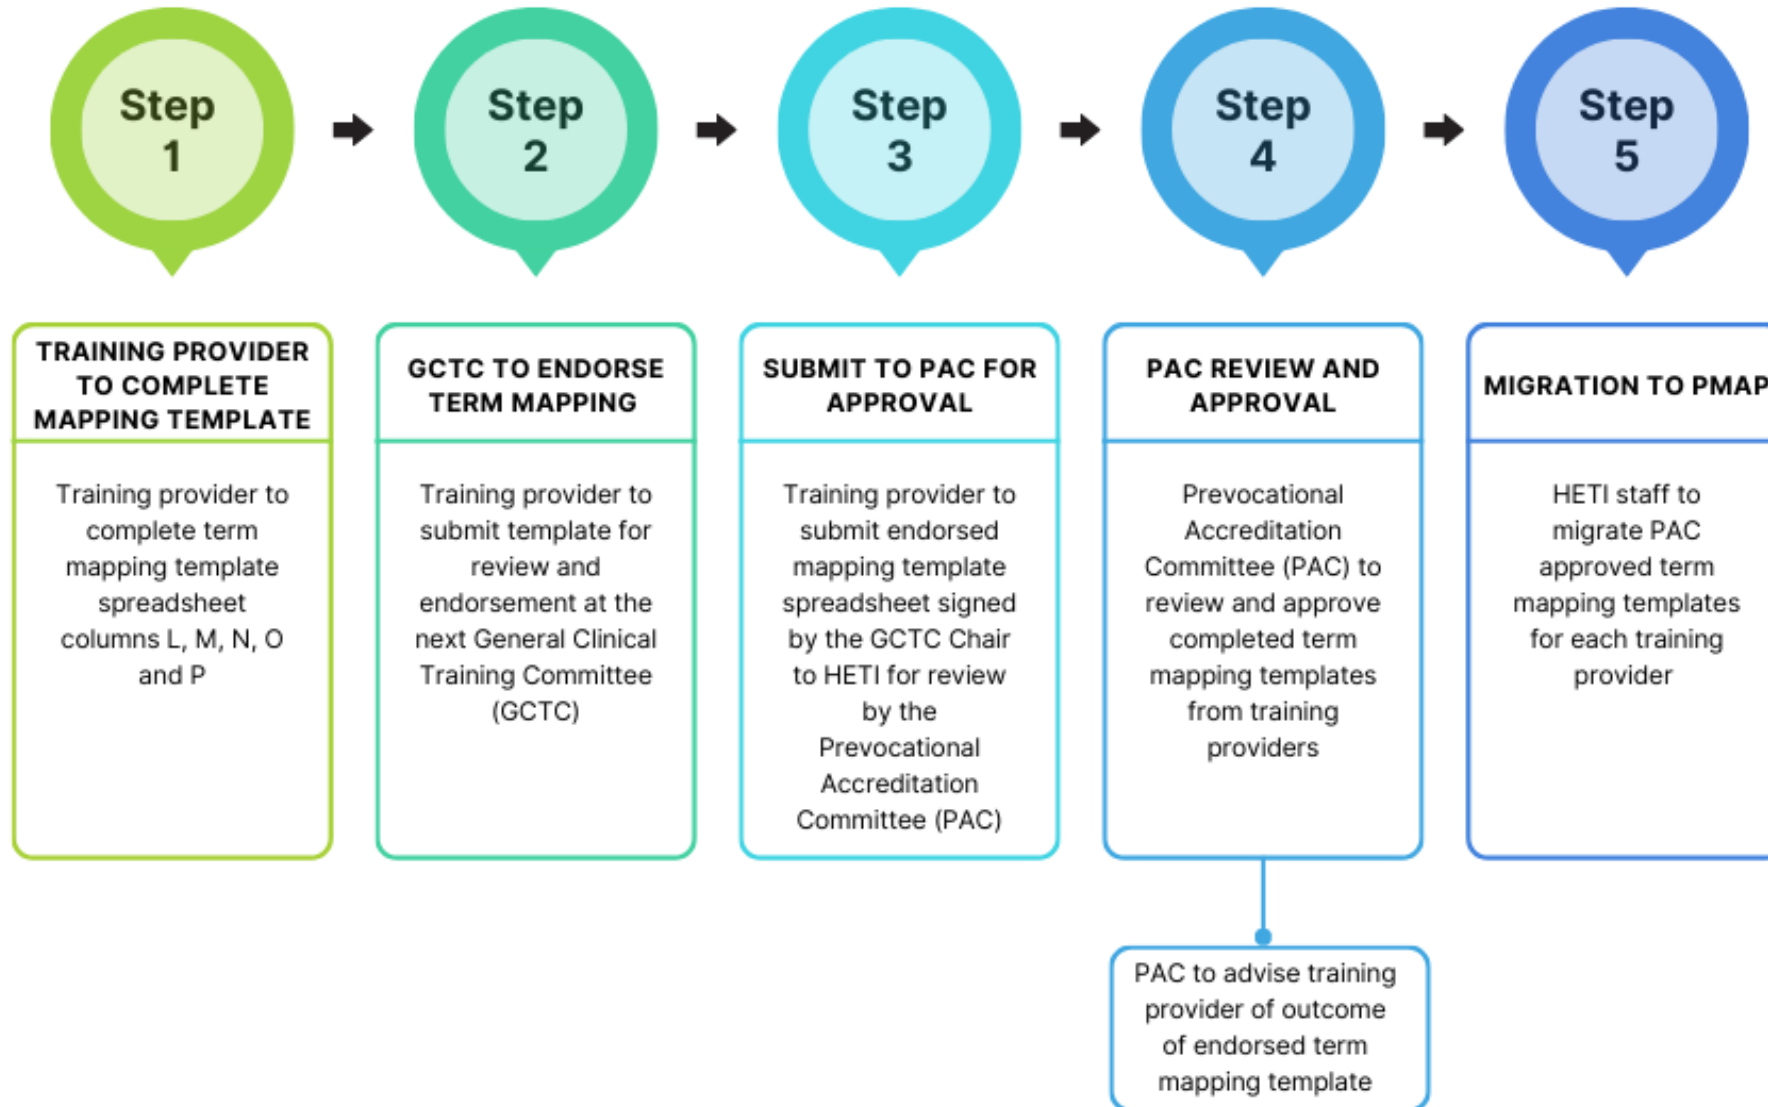 Step
1
Step
2
Step
3
Step
4
Step
5
TRAINING PROVIDER
TO COMPLETE
MAPPING TEMPLATE
Training provider to
complete term
mapping template
spreadsheet
columns L, M, N, O
and P
GCTC TO ENDORSE
TERM MAPPING
Training provider to
submit template for
review and
endorsement at the
next General Clinical
Training Committee
(GCTC)
SUBMIT TO PAC FOR
APPROVAL
Training provider to
submit endorsed
mapping template
spreadsheet signed
by the GCTC Chair
to HETI for review
by the
Prevocational
Accreditation
Committee (PAC)
PAC REVIEW AND
APPROVAL
Prevocational
Accreditation
Committee (PAC) to
review and approve
completed term
mapping templates
from training
providers
PAC to advise training
provider of outcome
of endorsed term
mapping template
MIGRATION TO PMAP
HETI staff to
migrate PAC
approved term
mapping templates
for each training
provider